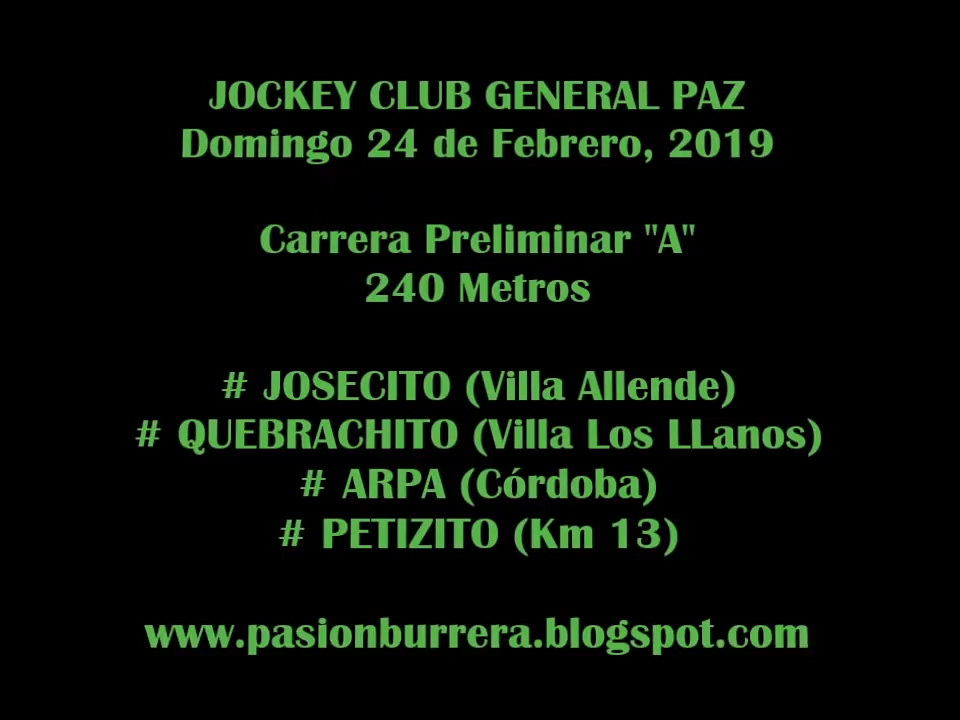 JOCKEY CLUB GENERAL PAZ
Domingo 24 de Febrero, 2019
Carrera Preliminar "A"
240 Metros
# JOSECITO (Villa Allende)
# QUEBRACHITO (Villa Los LLanos)
# ARPA (Córdoba)
# PETIZITO (Km 13)
www.pasionburrera.blogspot.com